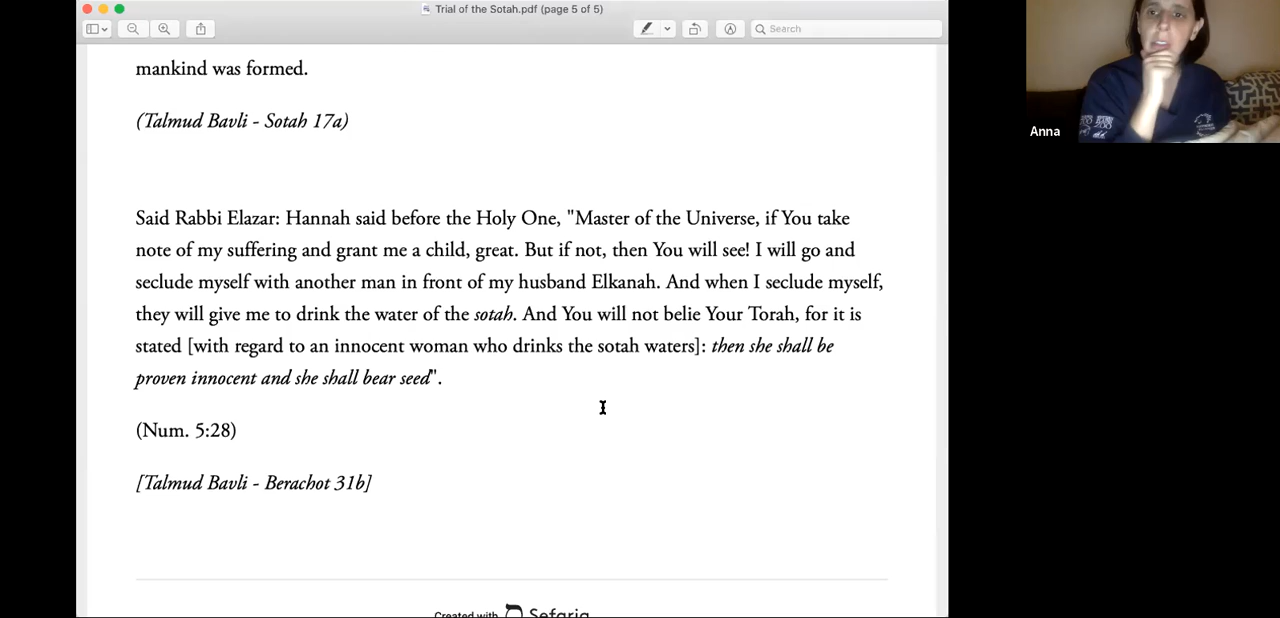 Trial of the Sotah.pdf (page 5 of 5)
Search
mankind was formed.
(Talmud Bavli - Sotah 17a)
Said Rabbi Elazar: Hannah said before the Holy One, "Master of the Universe, if You take
note of my suffering and grant me a child, great. But if not, then You will see! I will go and
seclude myself with another man in front of my husband Elkanah. And when I seclude myself,
they will give me to drink the water of the sotah. And You will not belie Your Torah, for it is
stated [with regard to an innocent woman who drinks the sotah waters]: then she shall be
proven innocent and she shall bear seed".
(Num. 5:28)
[Talmud Bavli - Berachot 31b]
Created with Sefaria
Anna